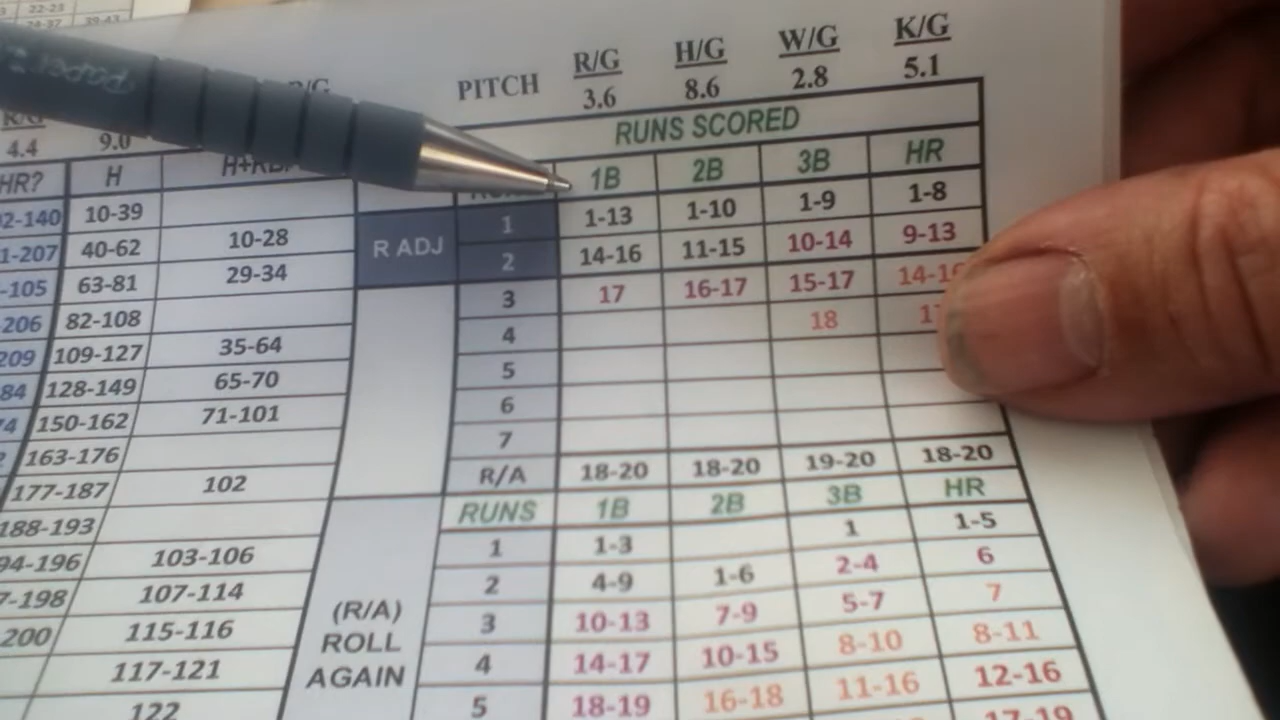 22-23
39-43
R/G H/G W/G K/G
PITCH 3.6 8.6 2.8 5.1
4.4 9.0
RUNS SCORED
HR? H 1B 2B 3B HR
10-39 1 1-13 1-10 1-9 1-8
40-62 10-28 R ADJ 2 14-16 11-15 10-14 9-13
63-81 29-34 3 17 16-17 15-17
82-108 4 18
109-127 35-64 5
128-149 65-70 6
150-162 71-101 7
163-176 R/A 18-20 18-20 19-20 18-20
177-187 102 RUNS 1B 2B 3B HR
188-193 1 1-3 1 1-5
103-106 2 4-9 1-6 2-4 6
107-114 (R/A) 3 10-13 7-9 5-7 7
115-116 ROLL 4 14-17 10-15 8-10 8-11
117-121 AGAIN 5 18-19 16-18 11-16 12-16
122 17-19